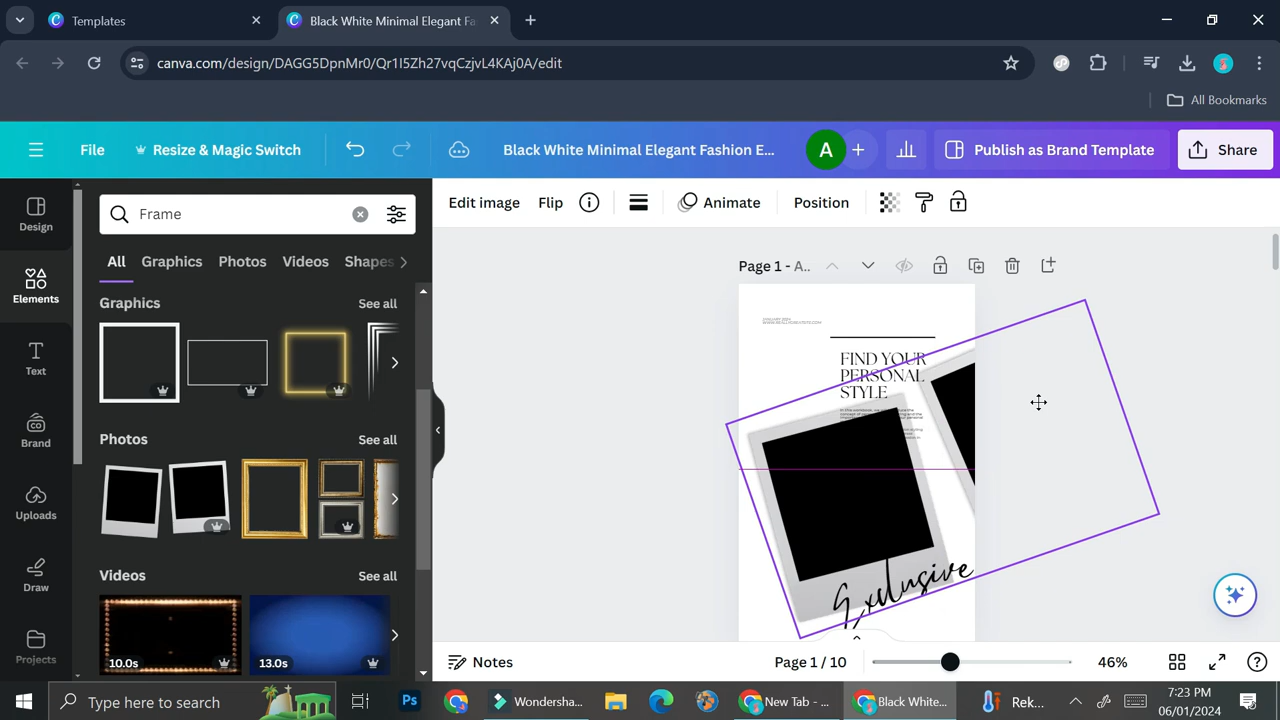 Templates
Black White Minimal Elegant Fa
canva.com/design/DAGG5DpnMr0/Qr1I5Zh27vqCzjvL4KAj0A/edit
All Bookmarks
File
Resize & Magic Switch
Black White Minimal Elegant Fashion E...
A
Publish as Brand Template
Share
Design
Elements
Text
Brand
Uploads
Draw
Projects
Frame
All
Graphics
Photos
Videos
Shapes
Graphics
See all
Photos
See all
Videos
See all
10.0s
13.0s
Edit image
Flip
Animate
Position
Page 1 - A..
FIND YOUR
PERSONAL
STYLE
Exclusive
Notes
Page 1 / 10
46%
Type here to search
Ps
Wondersha...
New Tab - ...
Black White...
Rek...
7:23 PM
06/01/2024